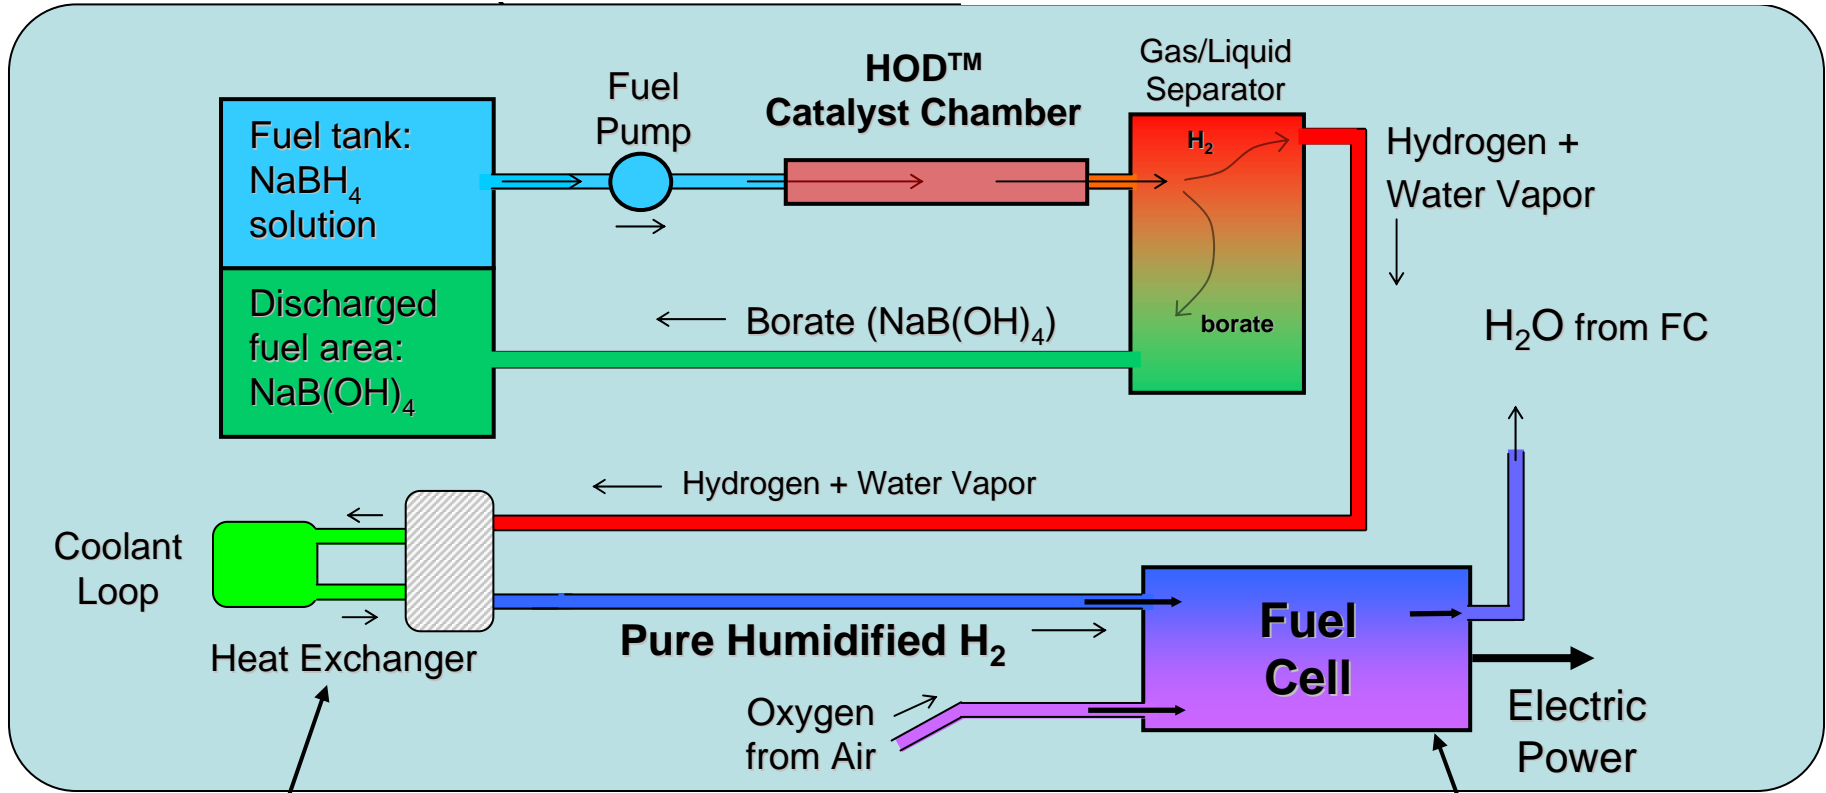 Fuel tank:
NaBH₄
solution
Discharged
fuel area:
NaB(OH)₄
Fuel
Pump
HOD™
Catalyst Chamber
Gas/Liquid
Separator
H₂
borate
Hydrogen +
Water Vapor
Borate (NaB(OH)₄)
H₂O from FC
Hydrogen + Water Vapor
Coolant
Loop
Heat Exchanger
Pure Humidified H₂
Oxygen
from Air
Fuel
Cell
Electric
Power